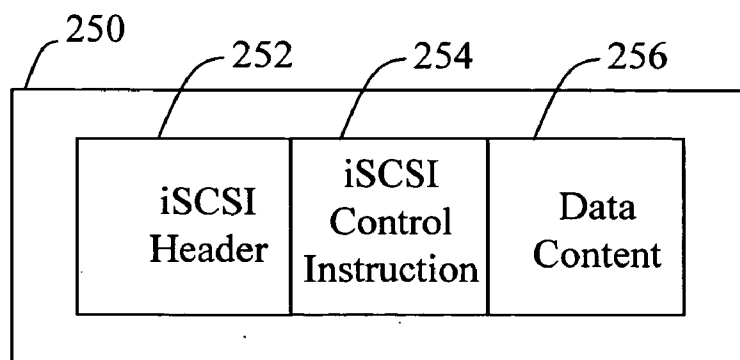 250
252
254
256
iSCSI
Header
iSCSI
Control
Instruction
Data
Content